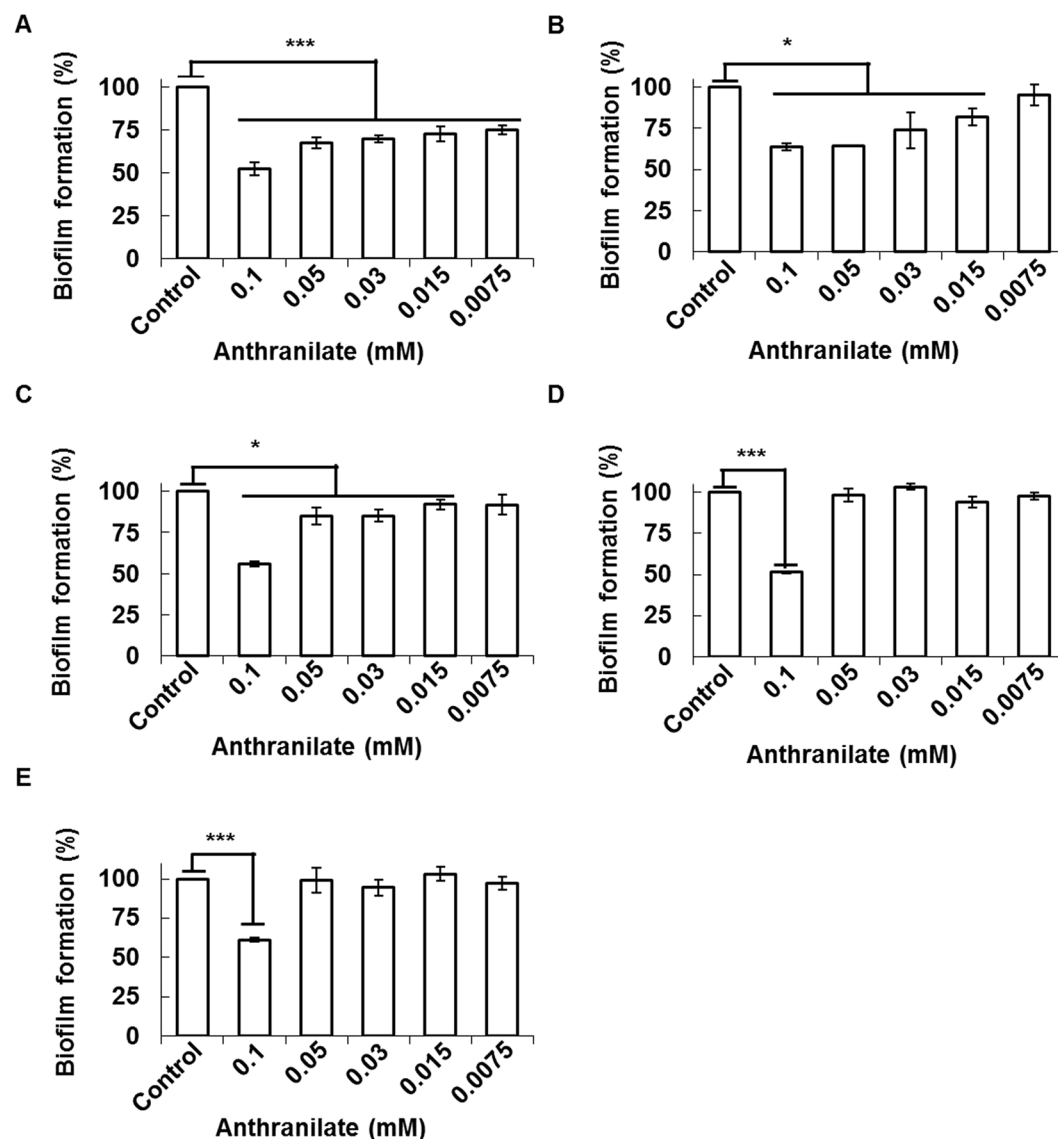 A
***
Biofilm formation (%)
100
75
50
25
0
Control
0.1
0.05
0.03
0.015
0.0075
Anthranilate (mM)
B
*
Biofilm formation (%)
100
75
50
25
0
Control
0.1
0.05
0.03
0.015
0.0075
Anthranilate (mM)
C
*
Biofilm formation (%)
100
75
50
25
0
Control
0.1
0.05
0.03
0.015
0.0075
Anthranilate (mM)
D
***
Biofilm formation (%)
100
75
50
25
0
Control
0.1
0.05
0.03
0.015
0.0075
Anthranilate (mM)
E
***
Biofilm formation (%)
100
75
50
25
0
Control
0.1
0.05
0.03
0.015
0.0075
Anthranilate (mM)